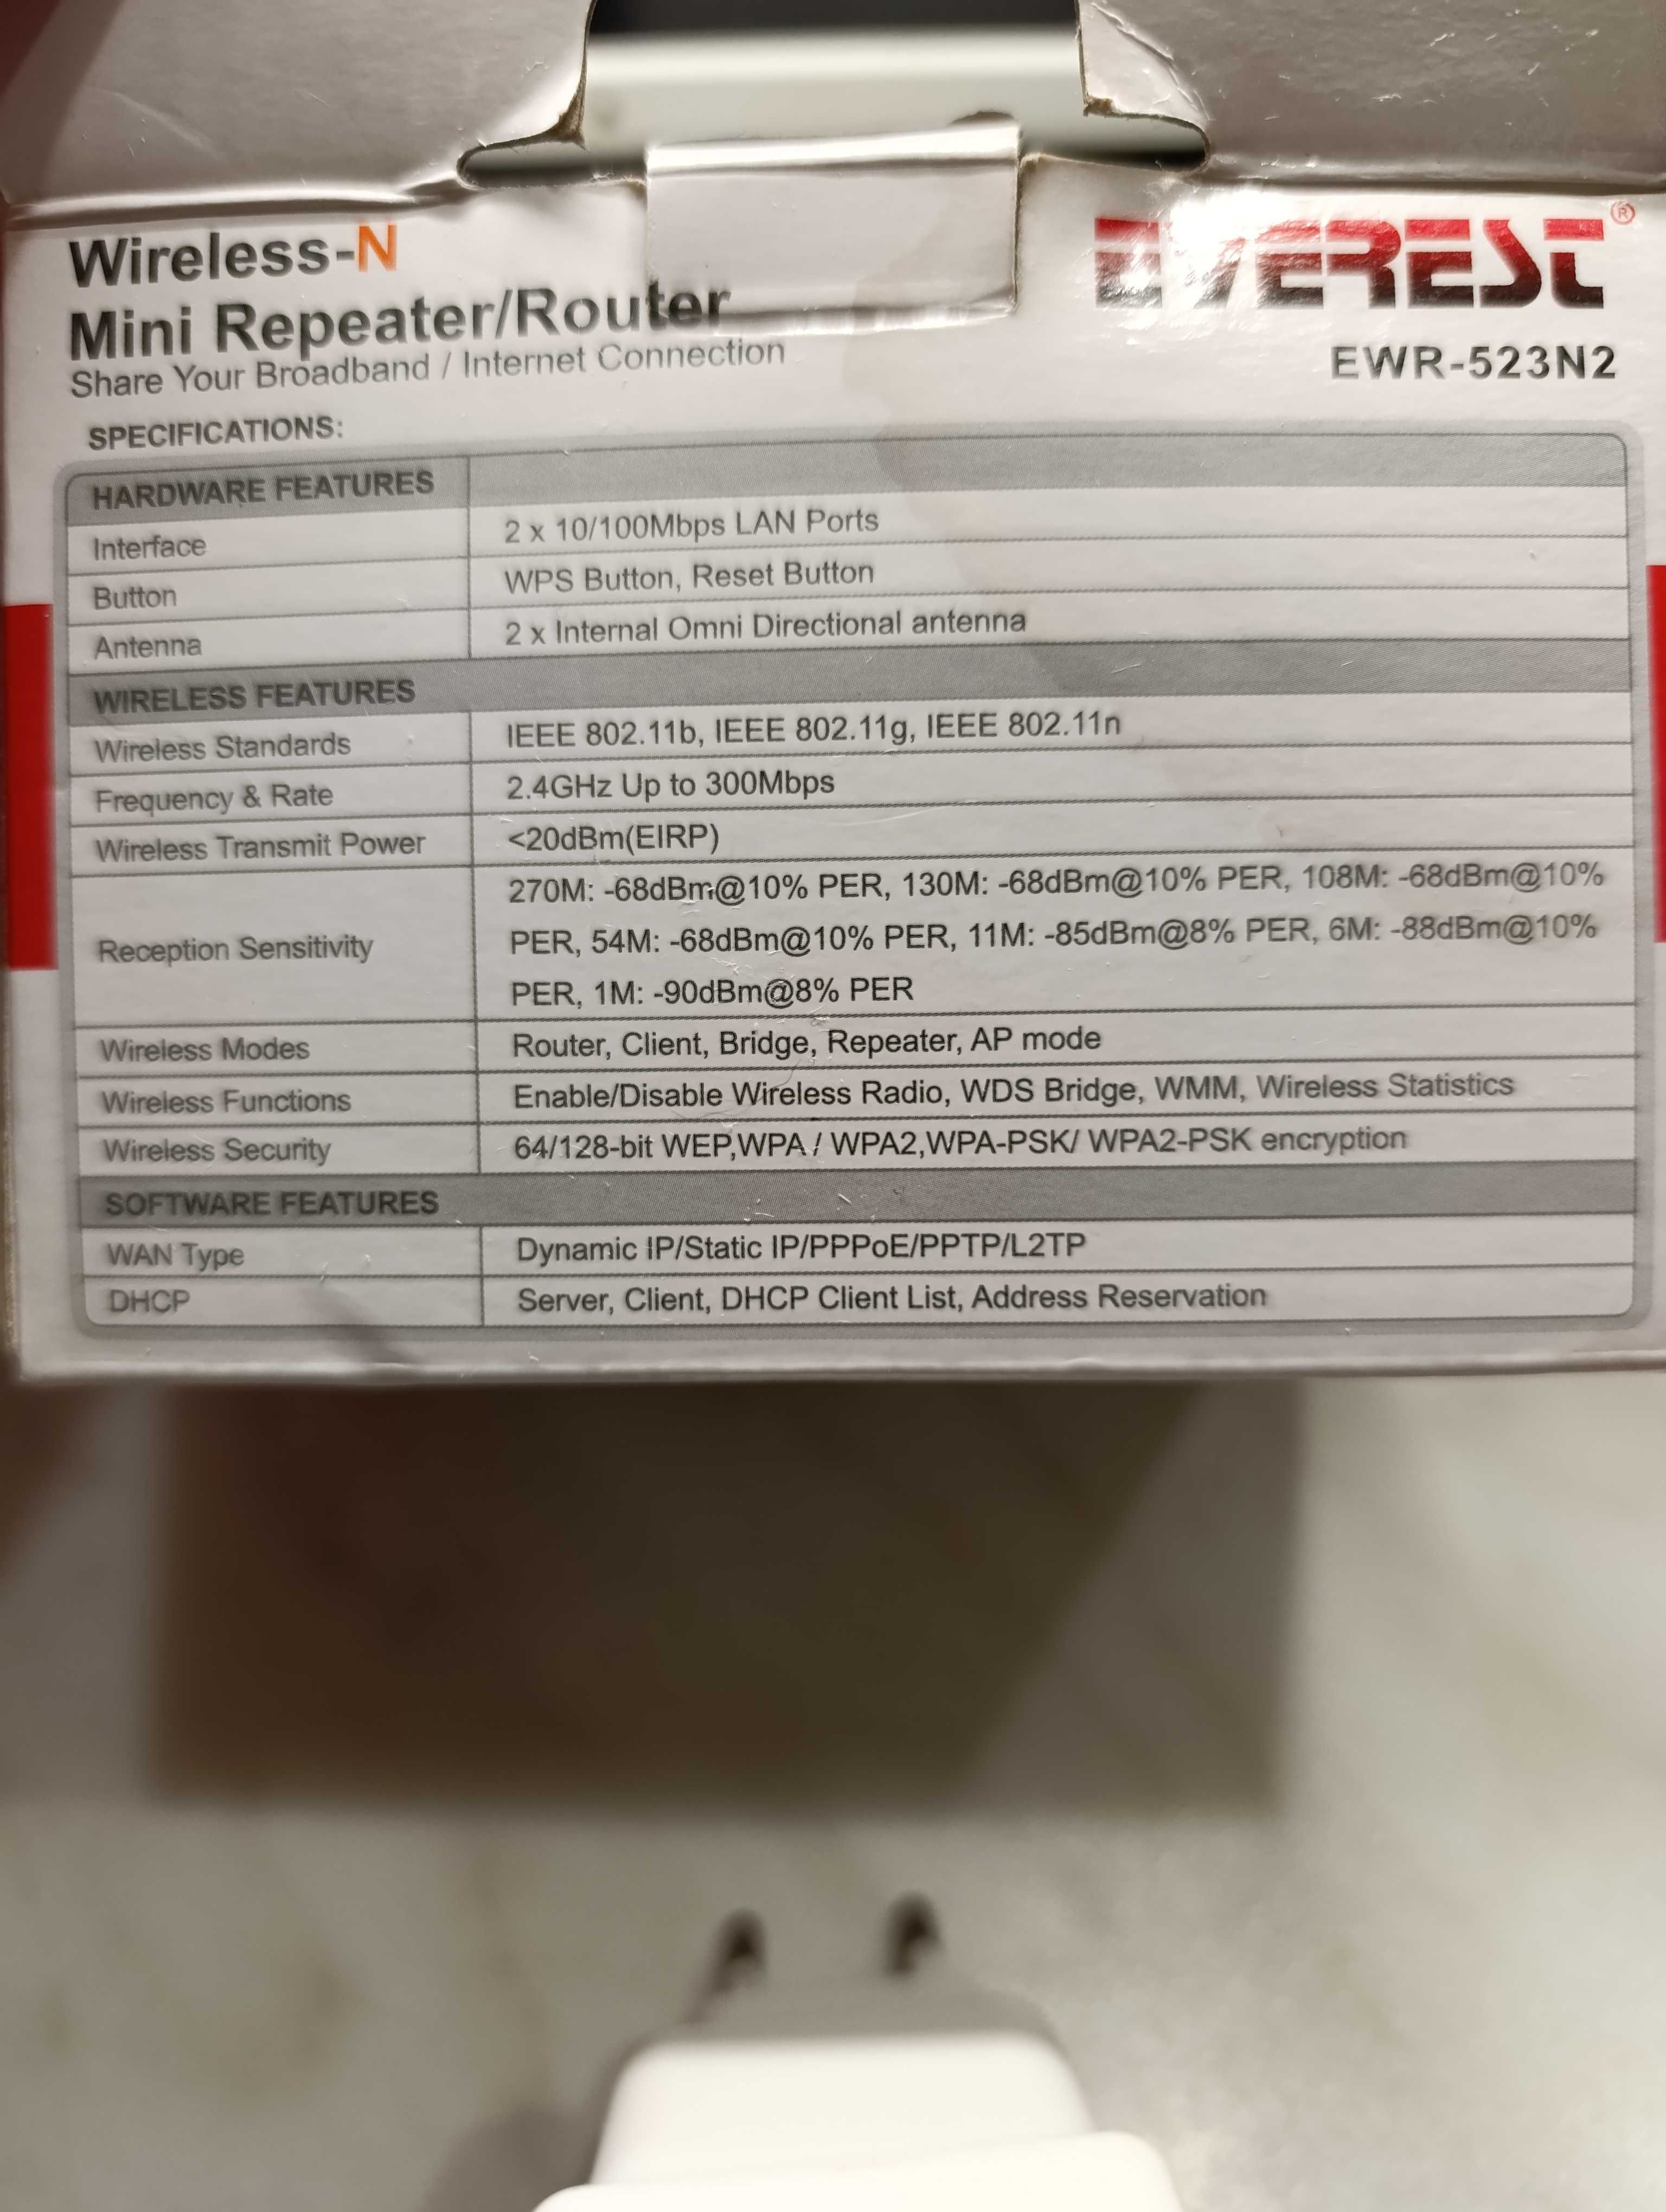 Wireless-N
Mini Repeater/Router
Share Your Broadband / Internet Connection
EVEREST®
EWR-523N2
SPECIFICATIONS:
HARDWARE FEATURES
Interface 2 x 10/100Mbps LAN Ports
Button WPS Button, Reset Button
Antenna 2 x Internal Omni Directional antenna
WIRELESS FEATURES
Wireless Standards IEEE 802.11b, IEEE 802.11g, IEEE 802.11n
Frequency & Rate 2.4GHz Up to 300Mbps
Wireless Transmit Power <20dBm(EIRP)
Reception Sensitivity 270M: -68dBm@10% PER, 130M: -68dBm@10% PER, 108M: -68dBm@10%
PER, 54M: -68dBm@10% PER, 11M: -85dBm@8% PER, 6M: -88dBm@10%
PER, 1M: -90dBm@8% PER
Wireless Modes Router, Client, Bridge, Repeater, AP mode
Wireless Functions Enable/Disable Wireless Radio, WDS Bridge, WMM, Wireless Statistics
Wireless Security 64/128-bit WEP,WPA / WPA2,WPA-PSK/ WPA2-PSK encryption
SOFTWARE FEATURES
WAN Type Dynamic IP/Static IP/PPPoE/PPTP/L2TP
DHCP Server, Client, DHCP Client List, Address Reservation